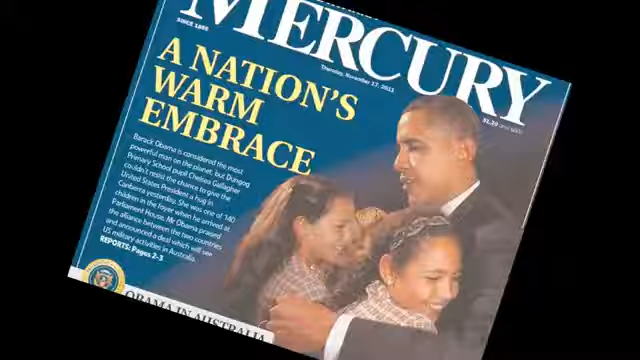 MERCURY
SINCE 1885
Thursday, November 17, 2011
$1.20
A NATION'S
WARM
EMBRACE
Barack Obama is considered the most
powerful man on the planet, but Dungog
Primary School pupil Chelsea Gallagher
couldn't resist the chance to give the
United States President a hug in
Canberra yesterday. She was one of 140
children in the foyer when he arrived at
Parliament House. Mr Obama praised
the alliance between the two countries
and announced a deal which will see
US military activities in Australia.
REPORTS: Pages 2-3
OBAMA IN AUSTRALIA